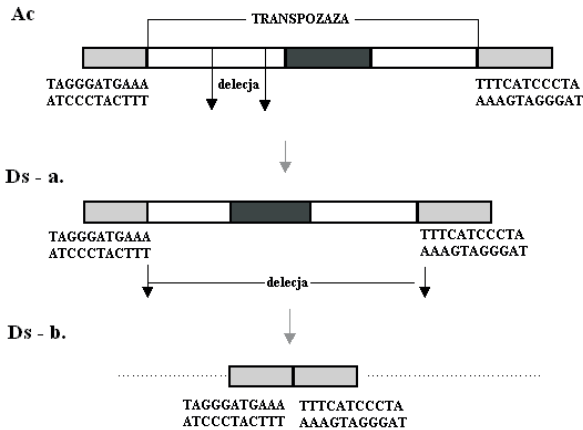 Ac
TRANSPOZAZA
delecja
TAGGGATGAAA
ATCCCTACTTT
TTTCATCCCTA
AAAGTAGGGAT
Ds - a.
TAGGGATGAAA
ATCCCTACTTT
TTTCATCCCTA
AAAGTAGGGAT
delecja
Ds - b.
TAGGGATGAAA
ATCCCTACTTT
TTTCATCCCTA
AAAGTAGGGAT